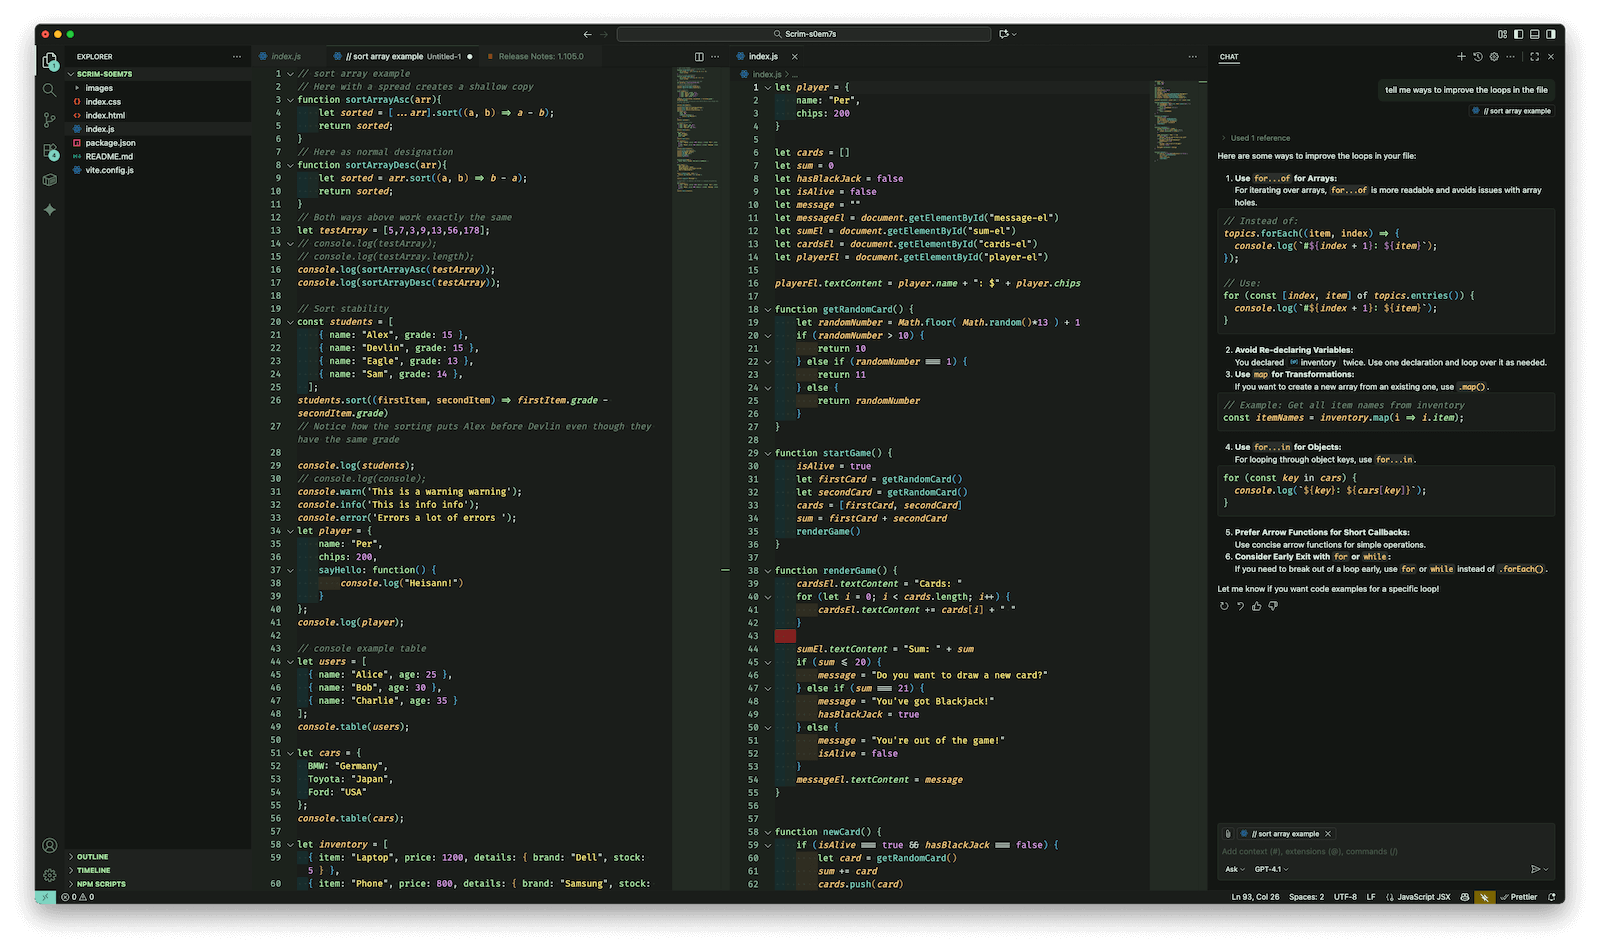 Scrim-s0em7s
EXPLORER
SCRIM-S0EM7S
images
index.css
index.html
index.js
package.json
README.md
vite.config.js
OUTLINE
TIMELINE
NPM SCRIPTS
index.js
// sort array example Untitled-1
Release Notes: 1.105.0
1 // sort array example
2 // Here with a spread creates a shallow copy
3 function sortArrayAsc(arr){
4 let sorted = [...arr].sort((a, b) => a - b);
5 return sorted;
6 }
7 // Here as normal designation
8 function sortArrayDesc(arr){
9 let sorted = arr.sort((a, b) => b - a);
10 return sorted;
11 }
12 // Both ways above work exactly the same
13 let testArray = [5,7,3,9,13,56,178];
14 // console.log(testArray);
15 // console.log(testArray.length);
16 console.log(sortArrayAsc(testArray));
17 console.log(sortArrayDesc(testArray));
18
19 // Sort stability
20 const students = [
21 { name: "Alex", grade: 15 },
22 { name: "Devlin", grade: 15 },
23 { name: "Eagle", grade: 13 },
24 { name: "Sam", grade: 14 },
25 ];
26 students.sort((firstItem, secondItem) => firstItem.grade -
secondItem.grade)
27 // Notice how the sorting puts Alex before Devlin even though they
have the same grade
28
29 console.log(students);
30 // console.log(console);
31 console.warn('This is a warning warning');
32 console.info('This is info info');
33 console.error('Errors a lot of errors ');
34 let player = {
35 name: "Per",
36 chips: 200,
37 sayHello: function() {
38 console.log("Heisann!")
39 }
40 };
41 console.log(player);
42
43 // console example table
44 let users = [
45 { name: "Alice", age: 25 },
46 { name: "Bob", age: 30 },
47 { name: "Charlie", age: 35 }
48 ];
49 console.table(users);
50
51 let cars = {
52 BMW: "Germany",
53 Toyota: "Japan",
54 Ford: "USA"
55 };
56 console.table(cars);
57
58 let inventory = [
59 { item: "Laptop", price: 1200, details: { brand: "Dell", stock:
5 } },
60 { item: "Phone", price: 800, details: { brand: "Samsung", stock:
index.js
index.js > ...
1 let player = {
2 name: "Per",
3 chips: 200
4 }
5
6 let cards = []
7 let sum = 0
8 let hasBlackJack = false
9 let isAlive = false
10 let message = ""
11 let messageEl = document.getElementById("message-el")
12 let sumEl = document.getElementById("sum-el")
13 let cardsEl = document.getElementById("cards-el")
14 let playerEl = document.getElementById("player-el")
15
16 playerEl.textContent = player.name + ": $" + player.chips
17
18 function getRandomCard() {
19 let randomNumber = Math.floor( Math.random()*13 ) + 1
20 if (randomNumber > 10) {
21 return 10
22 } else if (randomNumber === 1) {
23 return 11
24 } else {
25 return randomNumber
26 }
27 }
28
29 function startGame() {
30 isAlive = true
31 let firstCard = getRandomCard()
32 let secondCard = getRandomCard()
33 cards = [firstCard, secondCard]
34 sum = firstCard + secondCard
35 renderGame()
36 }
37
38 function renderGame() {
39 cardsEl.textContent = "Cards: "
40 for (let i = 0; i < cards.length; i++) {
41 cardsEl.textContent += cards[i] + " "
42 }
43
44 sumEl.textContent = "Sum: " + sum
45 if (sum <= 20) {
46 message = "Do you want to draw a new card?"
47 } else if (sum === 21) {
48 message = "You've got Blackjack!"
49 hasBlackJack = true
50 } else {
51 message = "You're out of the game!"
52 isAlive = false
53 }
54 messageEl.textContent = message
55 }
56
57
58 function newCard() {
59 if (isAlive === true && hasBlackJack === false) {
60 let card = getRandomCard()
61 sum += card
62 cards.push(card)
CHAT
tell me ways to improve the loops in the file
// sort array example
Used 1 reference
Here are some ways to improve the loops in your file:
1. Use for...of for Arrays:
For iterating over arrays, for...of is more readable and avoids issues with array
holes.
// Instead of:
topics.forEach((item, index) => {
console.log(`#${index + 1}: ${item}`);
});
// Use:
for (const [index, item] of topics.entries()) {
console.log(`#${index + 1}: ${item}`);
}
2. Avoid Re-declaring Variables:
You declared inventory twice. Use one declaration and loop over it as needed.
3. Use map for Transformations:
If you want to create a new array from an existing one, use .map().
// Example: Get all item names from inventory
const itemNames = inventory.map(i => i.item);
4. Use for...in for Objects:
For looping through object keys, use for...in.
for (const key in cars) {
console.log(`${key}: ${cars[key]}`);
}
5. Prefer Arrow Functions for Short Callbacks:
Use concise arrow functions for simple operations.
6. Consider Early Exit with for or while:
If you need to break out of a loop early, use for or while instead of .forEach().
Let me know if you want code examples for a specific loop!
// sort array example
Add context (#), extensions (@), commands (/)
Ask GPT-4.1
0 0
Ln 93, Col 26 Spaces: 2 UTF-8 LF JavaScript JSX Prettier